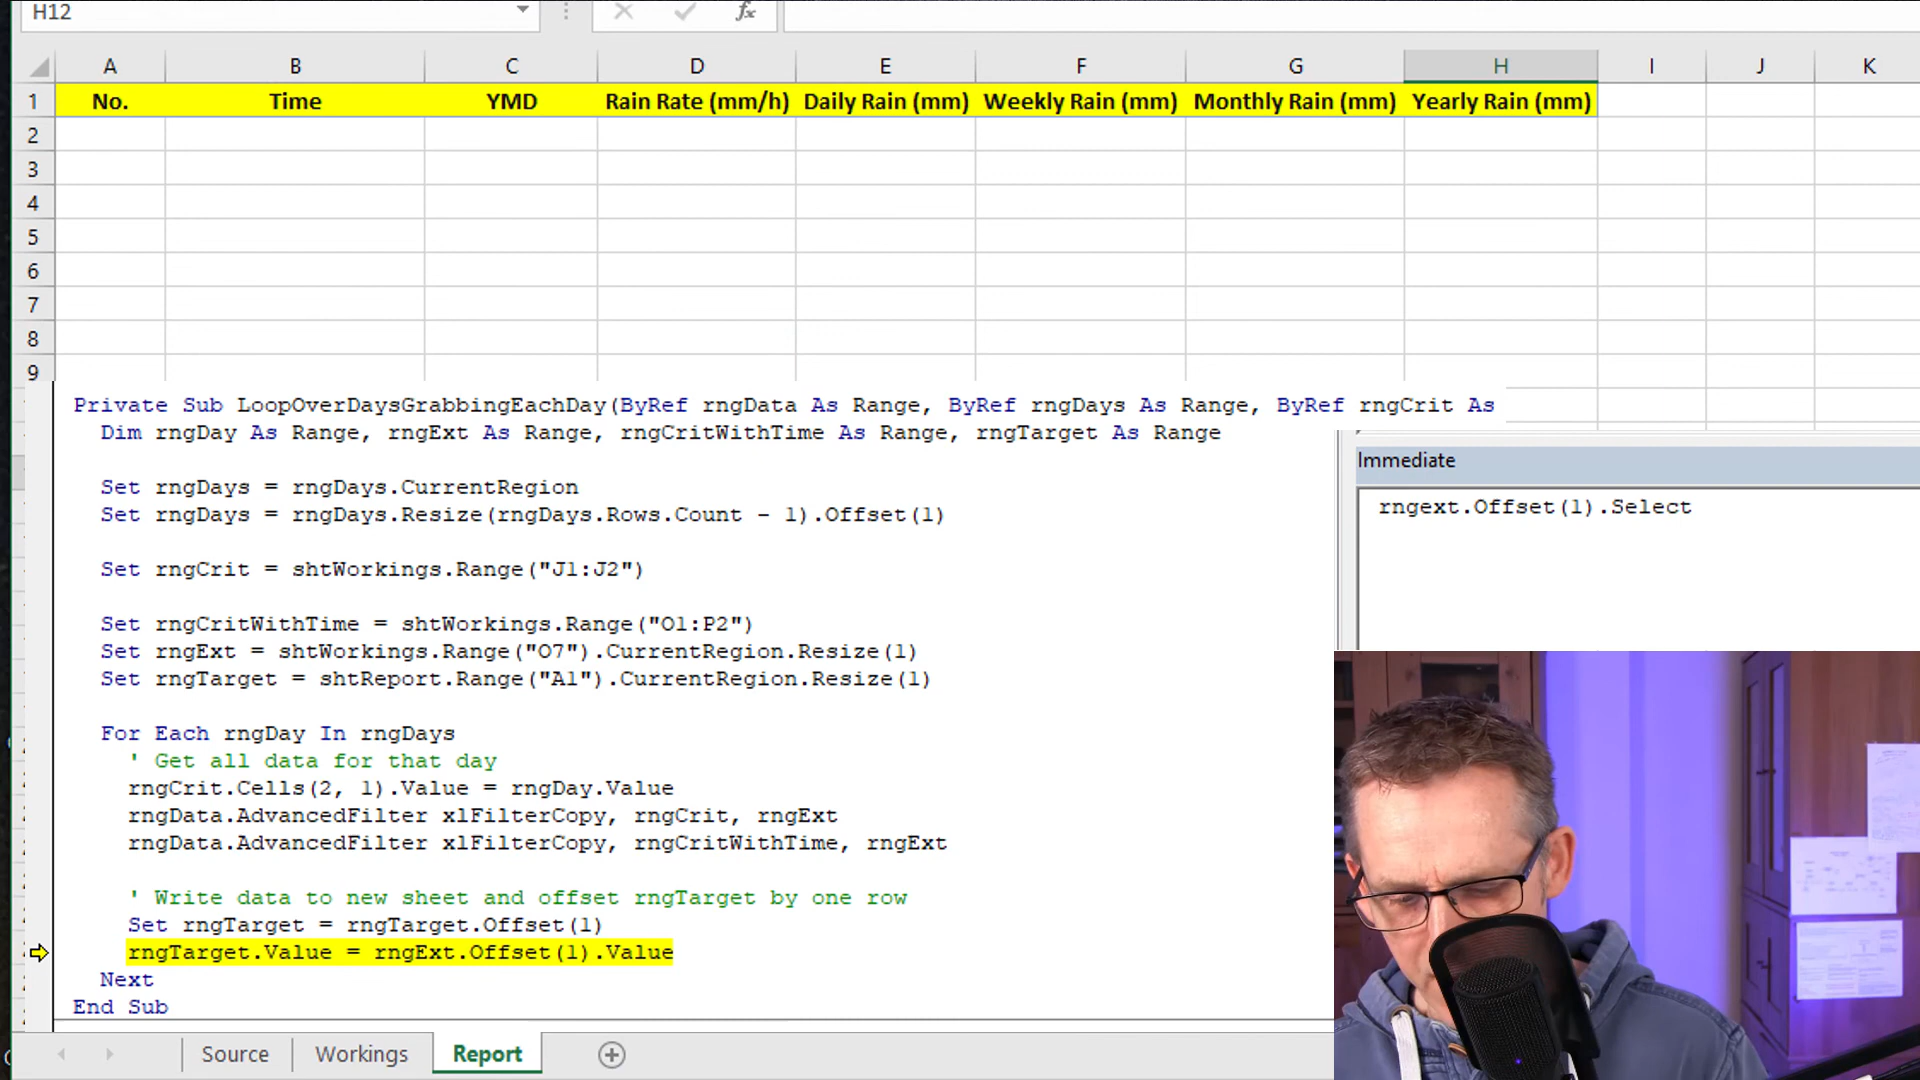 H12
fx
A B C D E F G H I J K
1 No. Time YMD Rain Rate (mm/h) Daily Rain (mm) Weekly Rain (mm) Monthly Rain (mm) Yearly Rain (mm)
2
3
4
5
6
7
8
9
Private Sub LoopOverDaysGrabbingEachDay(ByRef rngData As Range, ByRef rngDays As Range, ByRef rngCrit As
Dim rngDay As Range, rngExt As Range, rngCritWithTime As Range, rngTarget As Range
Set rngDays = rngDays.CurrentRegion
Set rngDays = rngDays.Resize(rngDays.Rows.Count - 1).Offset(1)
Set rngCrit = shtWorkings.Range("J1:J2")
Set rngCritWithTime = shtWorkings.Range("O1:P2")
Set rngExt = shtWorkings.Range("O7").CurrentRegion.Resize(1)
Set rngTarget = shtReport.Range("A1").CurrentRegion.Resize(1)
For Each rngDay In rngDays
' Get all data for that day
rngCrit.Cells(2, 1).Value = rngDay.Value
rngData.AdvancedFilter xlFilterCopy, rngCrit, rngExt
rngData.AdvancedFilter xlFilterCopy, rngCritWithTime, rngExt
' Write data to new sheet and offset rngTarget by one row
Set rngTarget = rngTarget.Offset(1)
rngTarget.Value = rngExt.Offset(1).Value
Next
End Sub
Immediate
rngext.Offset(1).Select
Source Workings Report